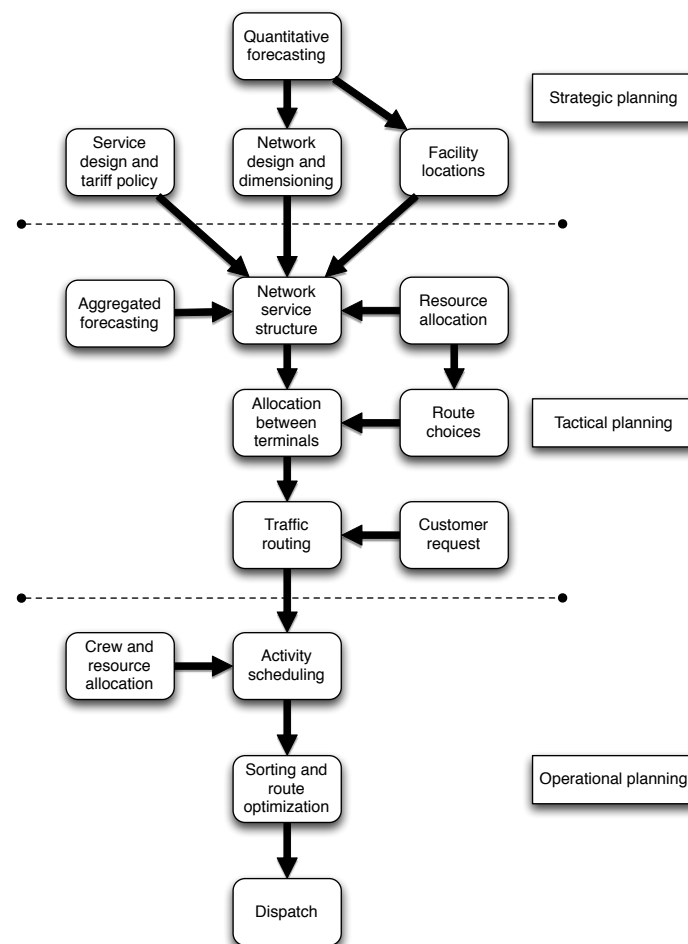 Quantitative
forecasting
Strategic planning
Service
design and
tariff policy
Network
design and
dimensioning
Facility
locations
Aggregated
forecasting
Network
service
structure
Resource
allocation
Allocation
between
terminals
Route
choices
Tactical planning
Traffic
routing
Customer
request
Crew and
resource
allocation
Activity
scheduling
Sorting and
route
optimization
Operational planning
Dispatch